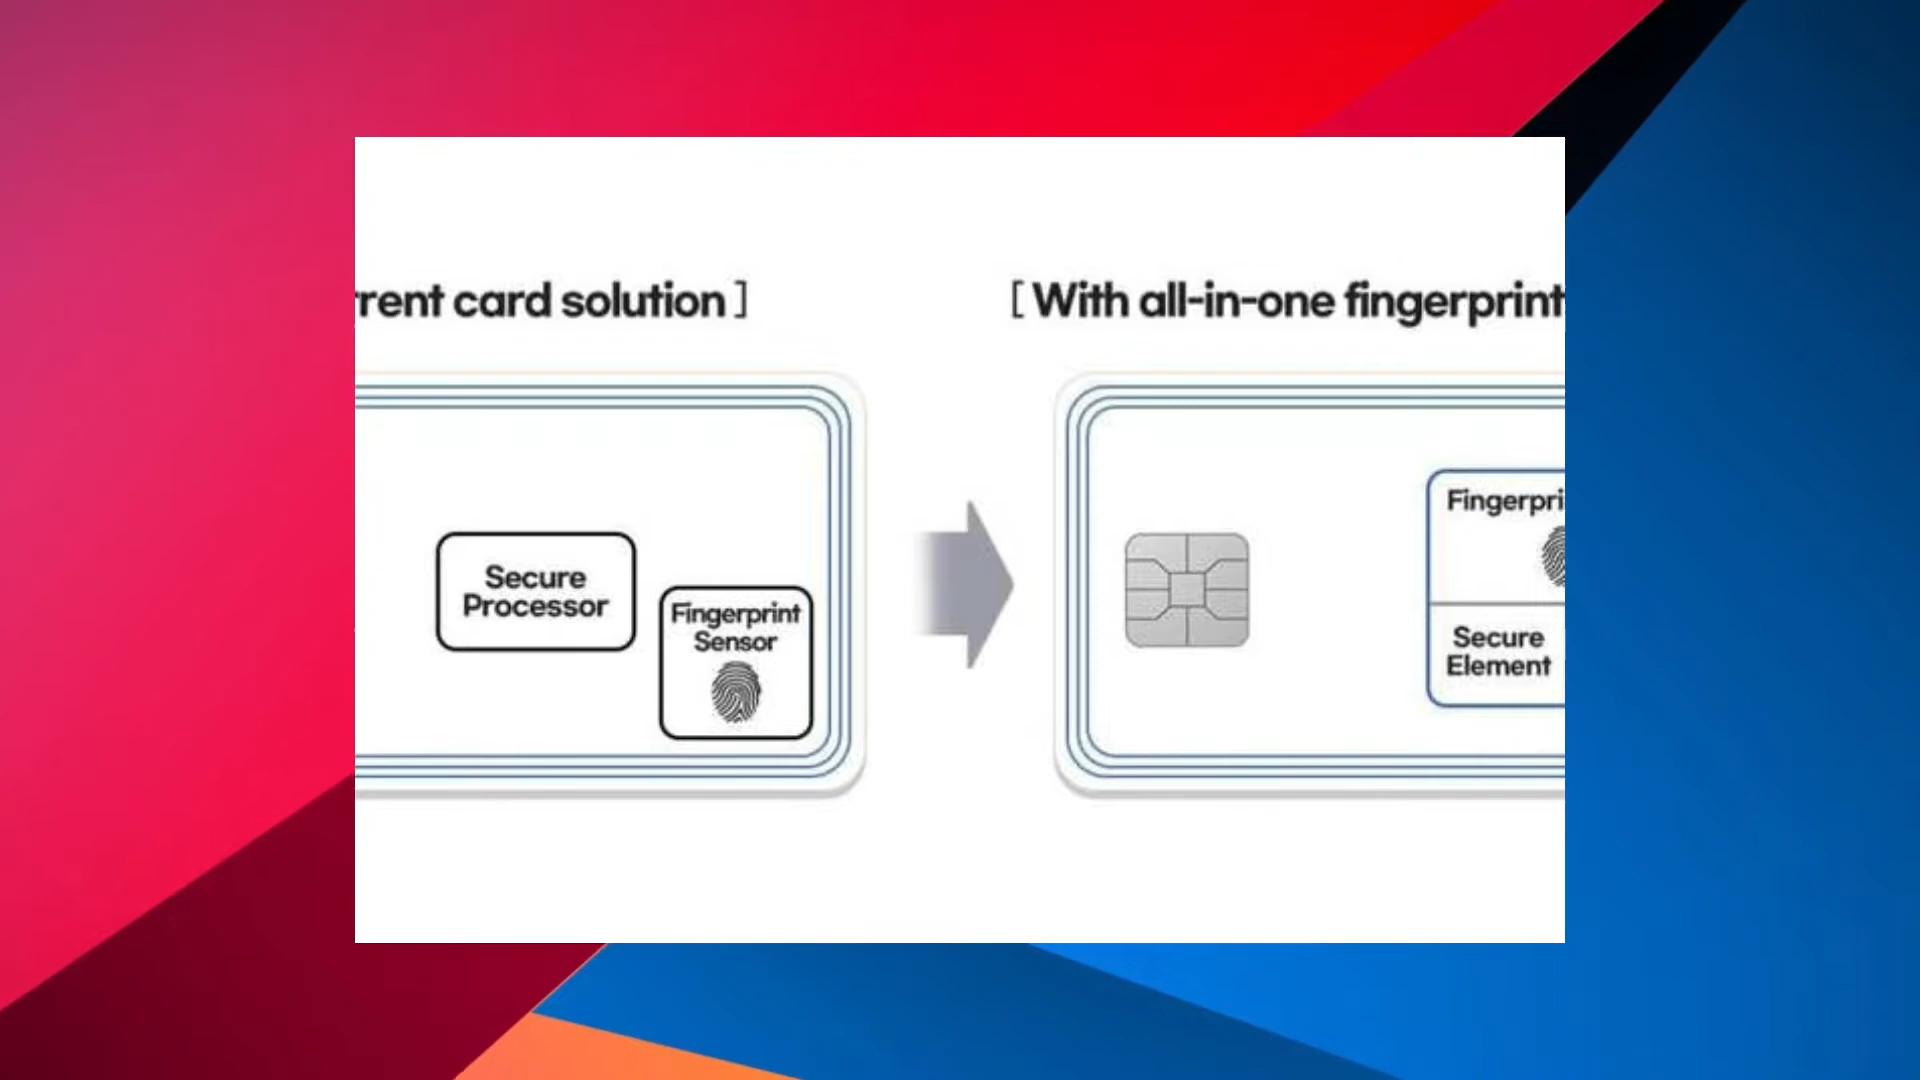 rent card solution]
[With all-in-one fingerprint
Secure
Processor
Fingerprint
Sensor
Fingerpri
Secure
Element